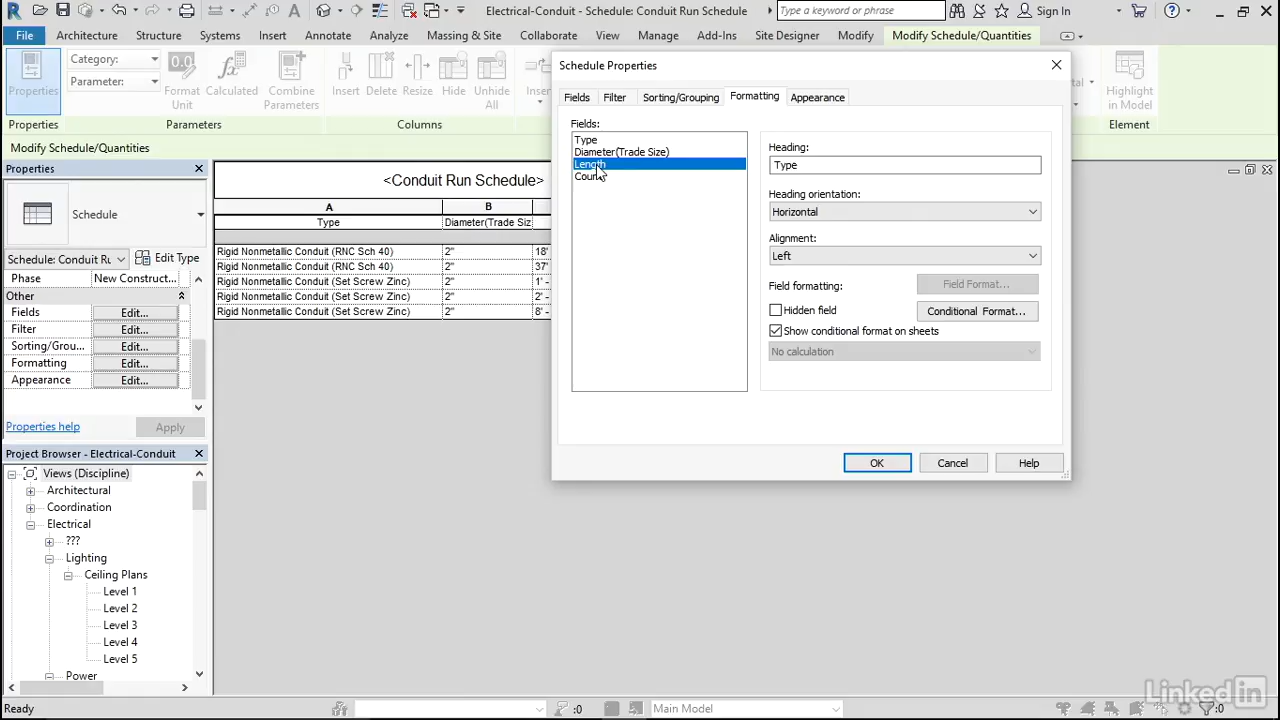 Electrical-Conduit - Schedule: Conduit Run Schedule
Type a keyword or phrase
Sign In
File Architecture Structure Systems Insert Annotate Analyze Massing & Site Collaborate View Manage Add-Ins Site Designer Modify Modify Schedule/Quantities
Properties
Category:
Parameter:
Format Unit
Calculated
Combine Parameters
Insert
Delete
Resize
Hide
Unhide All
Highlight in Model
Properties Parameters Columns Element
Modify Schedule/Quantities
Properties
Schedule
Schedule: Conduit Ru Edit Type
Phase New Construct...
Other
Fields Edit...
Filter Edit...
Sorting/Grou... Edit...
Formatting Edit...
Appearance Edit...
Properties help Apply
Project Browser - Electrical-Conduit
Views (Discipline)
Architectural
Coordination
Electrical
???
Lighting
Ceiling Plans
Level 1
Level 2
Level 3
Level 4
Level 5
Power
<Conduit Run Schedule>
A B
Type Diameter(Trade Siz
Rigid Nonmetallic Conduit (RNC Sch 40) 2" 18'
Rigid Nonmetallic Conduit (RNC Sch 40) 2" 37'
Rigid Nonmetallic Conduit (Set Screw Zinc) 2" 1' -
Rigid Nonmetallic Conduit (Set Screw Zinc) 2" 2' -
Rigid Nonmetallic Conduit (Set Screw Zinc) 2" 8' -
Schedule Properties
Fields Filter Sorting/Grouping Formatting Appearance
Fields:
Type
Diameter(Trade Size)
Length
Heading:
Type
Heading orientation:
Horizontal
Alignment:
Left
Field formatting: Field Format...
Hidden field Conditional Format...
Show conditional format on sheets
No calculation
OK Cancel Help
Ready
:0
Main Model
:0
Linked in